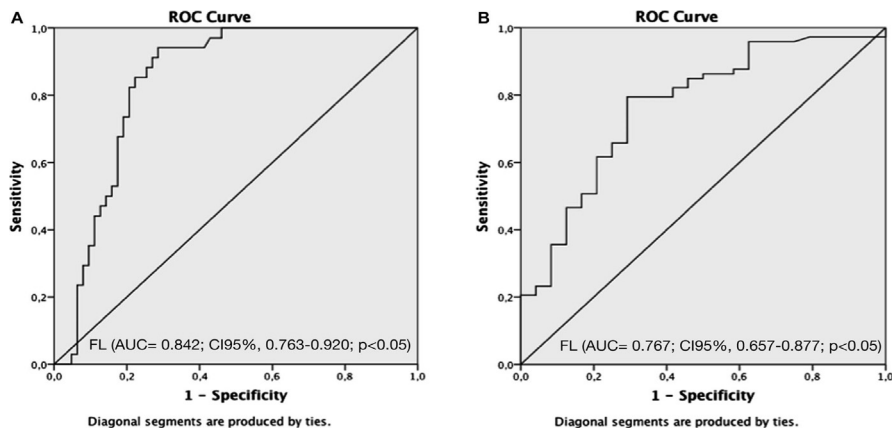 A
ROC Curve
1,0
0,8
0,6
0,4
0,2
0,0
Sensitivity
FL (AUC= 0.842; CI95%, 0.763-0.920; p<0.05)
0,0 0,2 0,4 0,6 0,8 1,0
1 - Specificity
Diagonal segments are produced by ties.
B
ROC Curve
1,0
0,8
0,6
0,4
0,2
0,0
Sensitivity
FL (AUC= 0.767; CI95%, 0.657-0.877; p<0.05)
0,0 0,2 0,4 0,6 0,8 1,0
1 - Specificity
Diagonal segments are produced by ties.